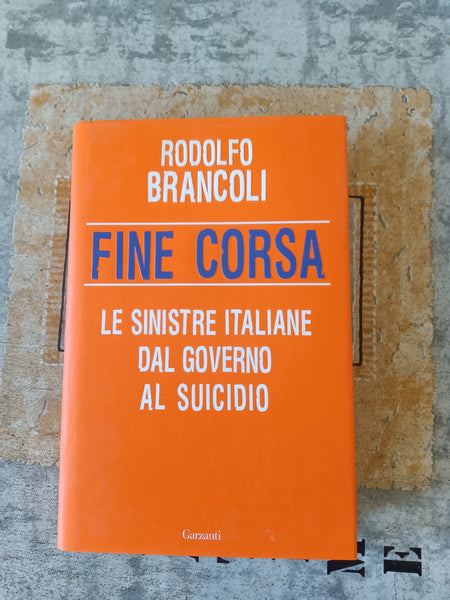 RODOLFO
BRANCOLI
FINE CORSA
LE SINISTRE ITALIANE
DAL GOVERNO
AL SUICIDIO
Garzanti